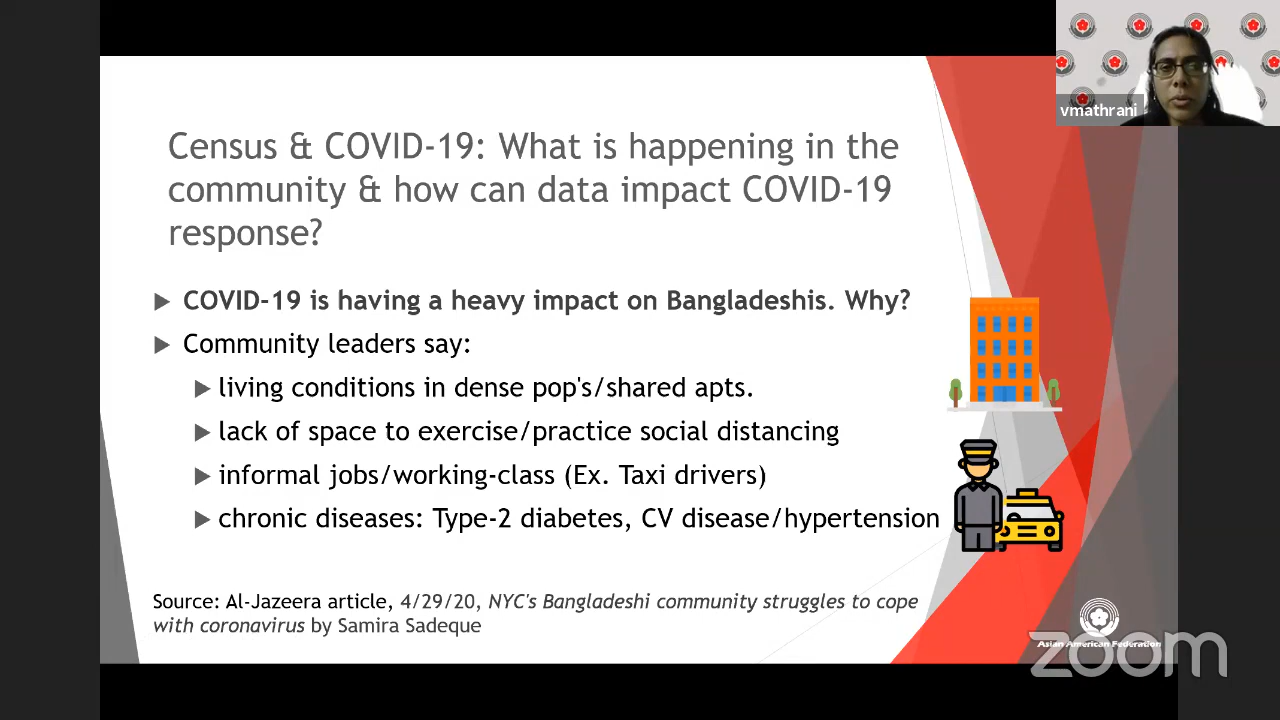 vmathrani
Census & COVID-19: What is happening in the
community & how can data impact COVID-19
response?
COVID-19 is having a heavy impact on Bangladeshis. Why?
Community leaders say:
living conditions in dense pop's/shared apts.
lack of space to exercise/practice social distancing
informal jobs/working-class (Ex. Taxi drivers)
chronic diseases: Type-2 diabetes, CV disease/hypertension
Source: Al-Jazeera article, 4/29/20, NYC's Bangladeshi community struggles to cope
with coronavirus by Samira Sadeque
Asian American Federation
zoom